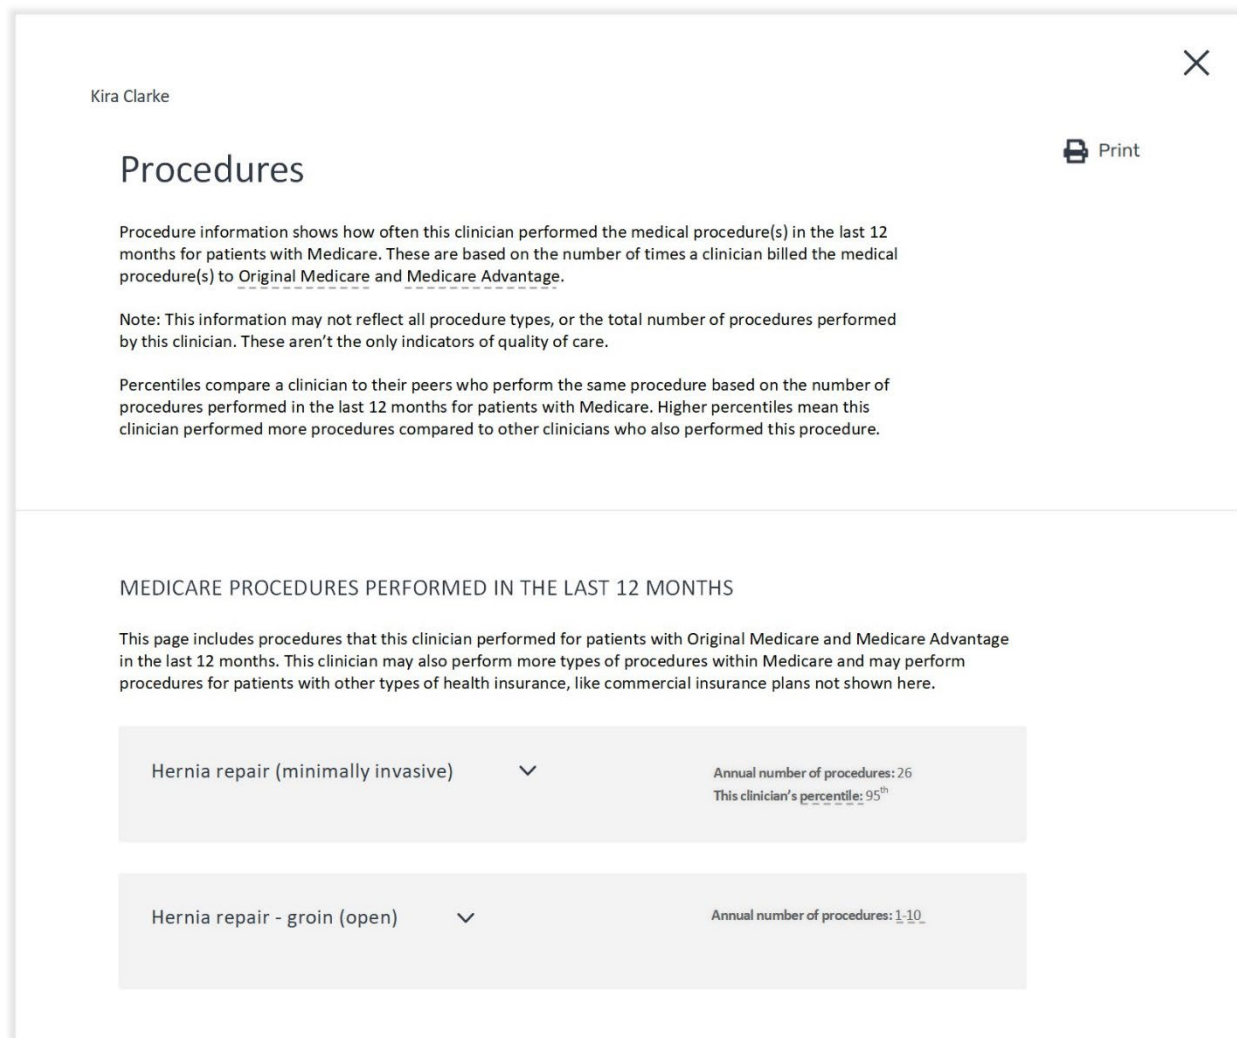 Kira Clarke
Print
Procedures
Procedure information shows how often this clinician performed the medical procedure(s) in the last 12
months for patients with Medicare. These are based on the number of times a clinician billed the medical
procedure(s) to Original Medicare and Medicare Advantage.
Note: This information may not reflect all procedure types, or the total number of procedures performed
by this clinician. These aren’t the only indicators of quality of care.
Percentiles compare a clinician to their peers who perform the same procedure based on the number of
procedures performed in the last 12 months for patients with Medicare. Higher percentiles mean this
clinician performed more procedures compared to other clinicians who also performed this procedure.
MEDICARE PROCEDURES PERFORMED IN THE LAST 12 MONTHS
This page includes procedures that this clinician performed for patients with Original Medicare and Medicare Advantage
in the last 12 months. This clinician may also perform more types of procedures within Medicare and may perform
procedures for patients with other types of health insurance, like commercial insurance plans not shown here.
Hernia repair (minimally invasive)
Annual number of procedures: 26
This clinician’s percentile: 95th
Hernia repair - groin (open)
Annual number of procedures: 1-10